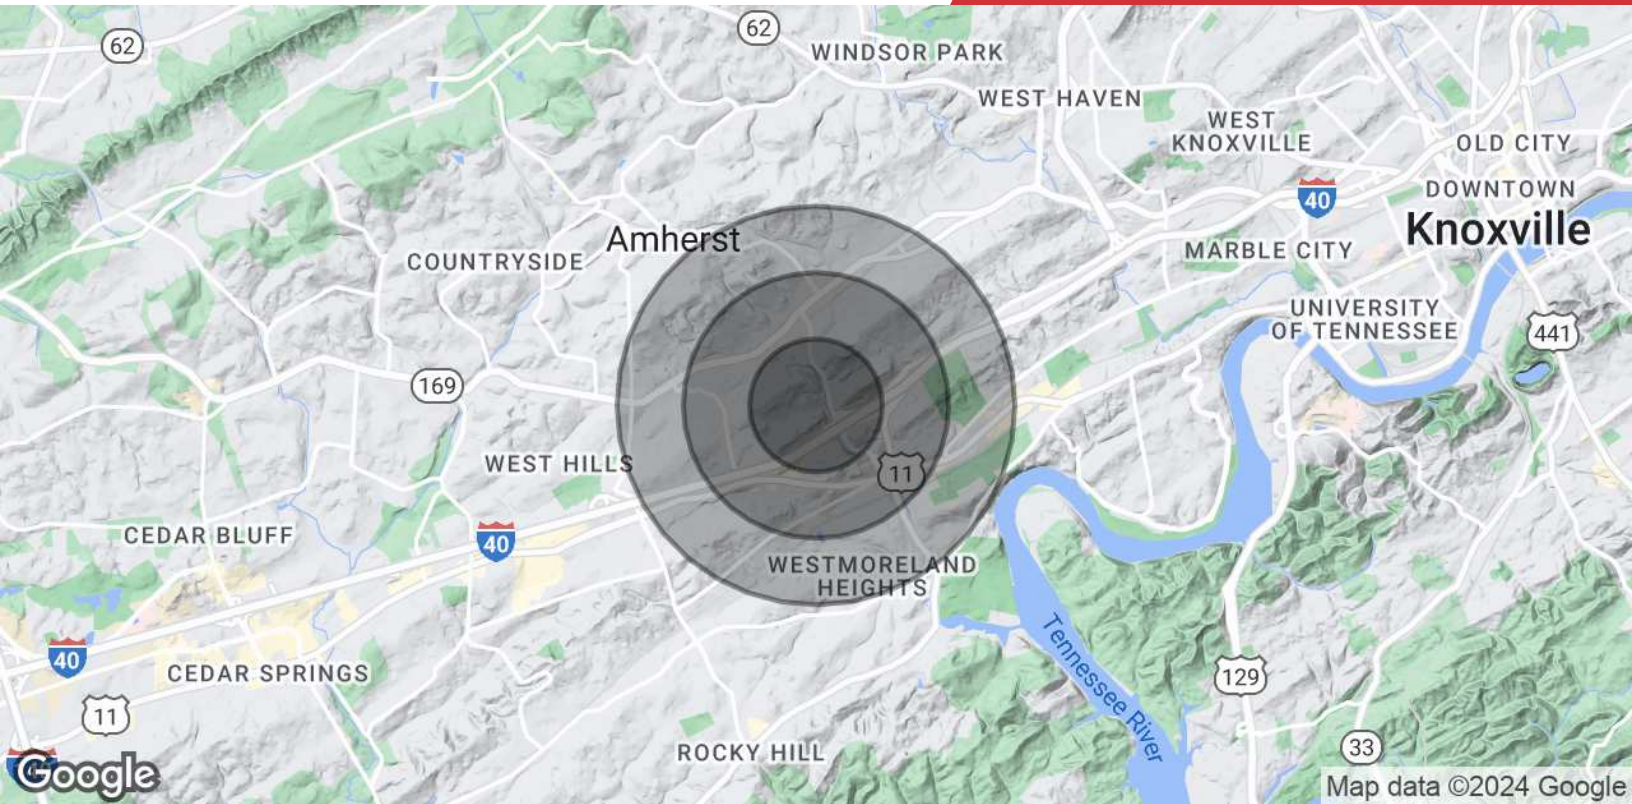 62
62
WINDSOR PARK
WEST HAVEN
WEST
KNOXVILLE
OLD CITY
DOWNTOWN
Knoxville
40
Amherst
COUNTRYSIDE
MARBLE CITY
UNIVERSITY
OF TENNESSEE
441
169
WEST HILLS
11
CEDAR BLUFF
40
WESTMORELAND
HEIGHTS
Tennessee River
40
CEDAR SPRINGS
129
11
ROCKY HILL
33
Google
Map data ©2024 Google